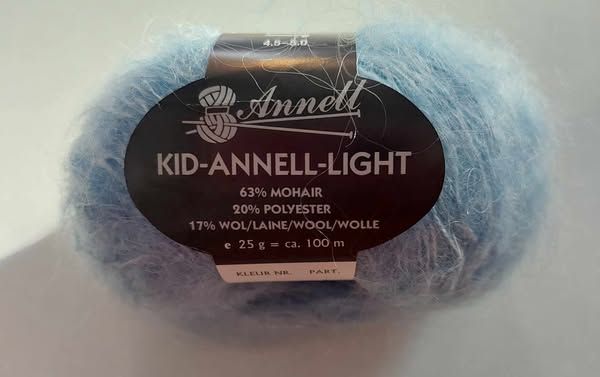 4.5-5.0
Annell
KID-ANNELL-LIGHT
63% MOHAIR
20% POLYESTER
17% WOL/LAINE/WOOL/WOLLE
e 25 g = ca. 100 m
KLEUR NR. PART.